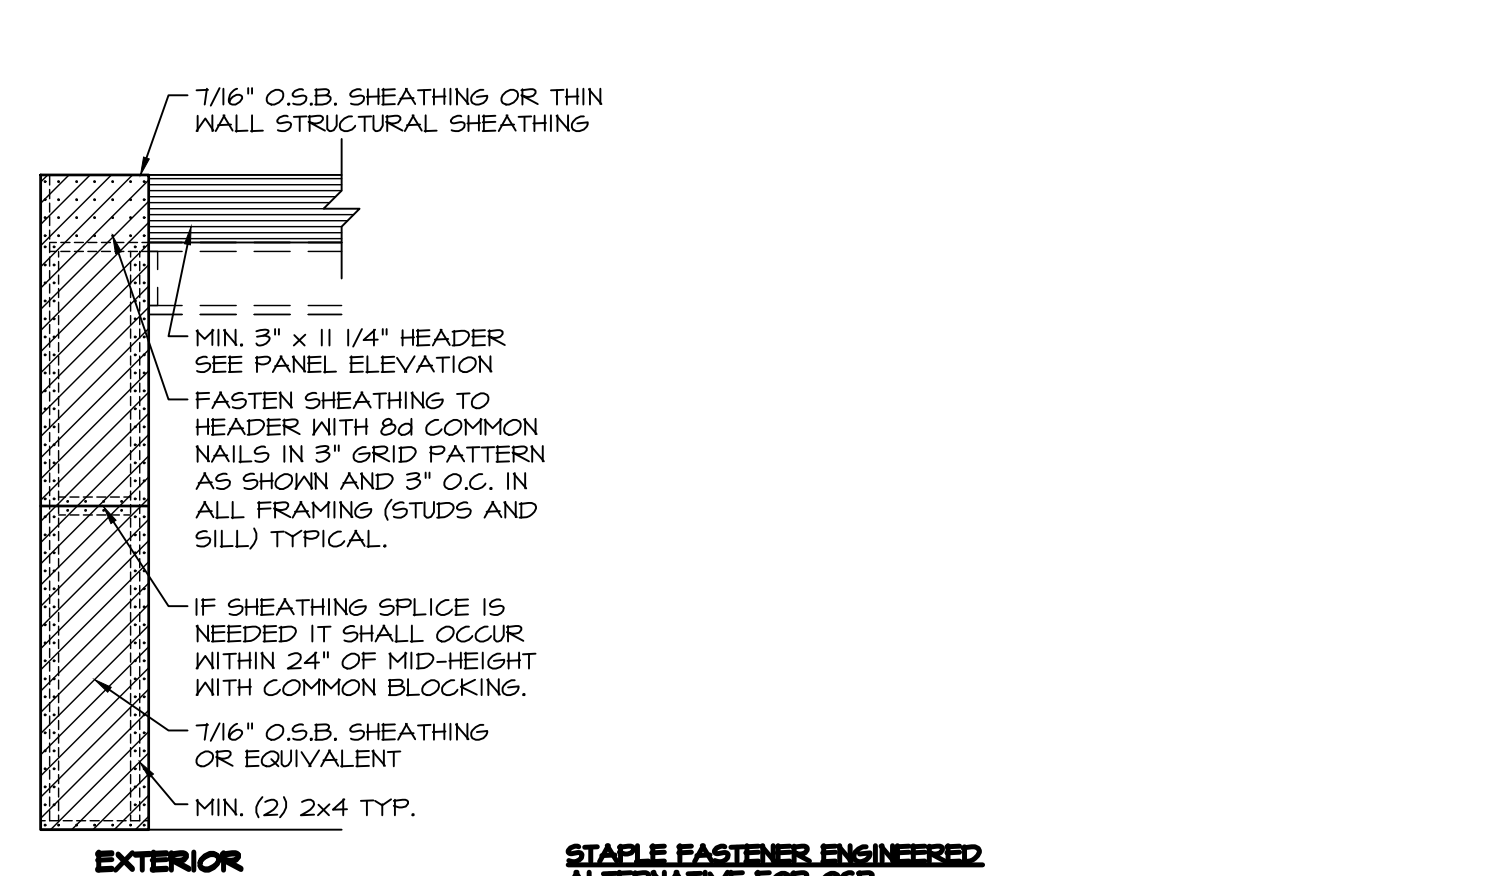 7/16" O.S.B. SHEATHING OR THIN
WALL STRUCTURAL SHEATHING
MIN. 3" x 11 1/4" HEADER
SEE PANEL ELEVATION
FASTEN SHEATHING TO
HEADER WITH 8d COMMON
NAILS IN 3" GRID PATTERN
AS SHOWN AND 3" O.C. IN
ALL FRAMING (STUDS AND
SILL) TYPICAL.
IF SHEATHING SPLICE IS
NEEDED IT SHALL OCCUR
WITHIN 24" OF MID-HEIGHT
WITH COMMON BLOCKING.
7/16" O.S.B. SHEATHING
OR EQUIVALENT
MIN. (2) 2x4 TYP.
EXTERIOR
STAPLE FASTENER ENGINEERED
ALTERNATIVE FOR OSB